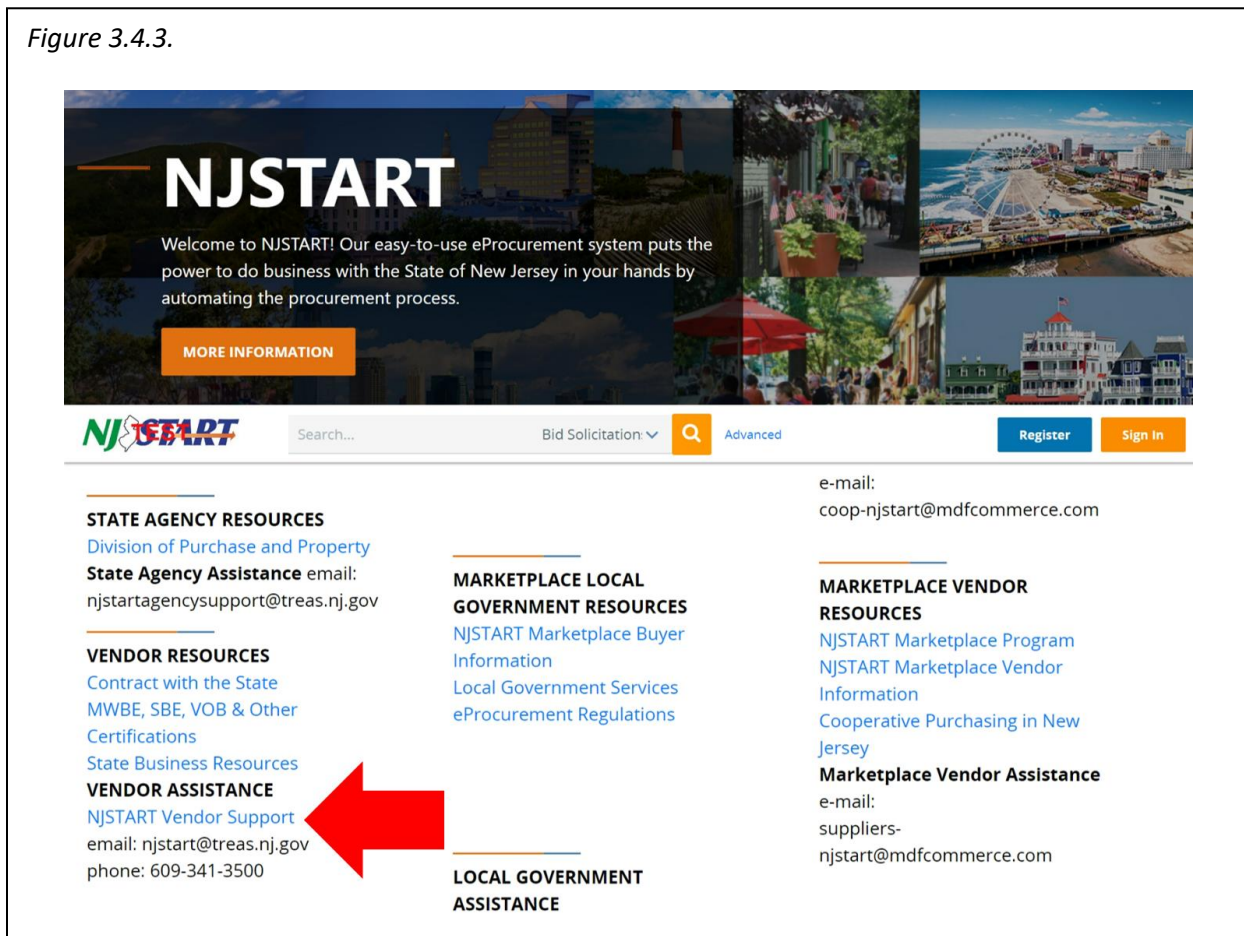 Figure 3.4.3.
NJSTART
Welcome to NJSTART! Our easy-to-use eProcurement system puts the
power to do business with the State of New Jersey in your hands by
automating the procurement process.
MORE INFORMATION
NJSTART TEST
Search...
Bid Solicitation:
Advanced
Register
Sign In
STATE AGENCY RESOURCES
Division of Purchase and Property
State Agency Assistance email:
njstartagencysupport@treas.nj.gov
VENDOR RESOURCES
Contract with the State
MWBE, SBE, VOB & Other
Certifications
State Business Resources
VENDOR ASSISTANCE
NJSTART Vendor Support
email: njstart@treas.nj.gov
phone: 609-341-3500
MARKETPLACE LOCAL
GOVERNMENT RESOURCES
NJSTART Marketplace Buyer
Information
Local Government Services
eProcurement Regulations
LOCAL GOVERNMENT
ASSISTANCE
e-mail:
coop-njstart@mdfcommerce.com
MARKETPLACE VENDOR
RESOURCES
NJSTART Marketplace Program
NJSTART Marketplace Vendor
Information
Cooperative Purchasing in New
Jersey
Marketplace Vendor Assistance
e-mail:
suppliers-
njstart@mdfcommerce.com